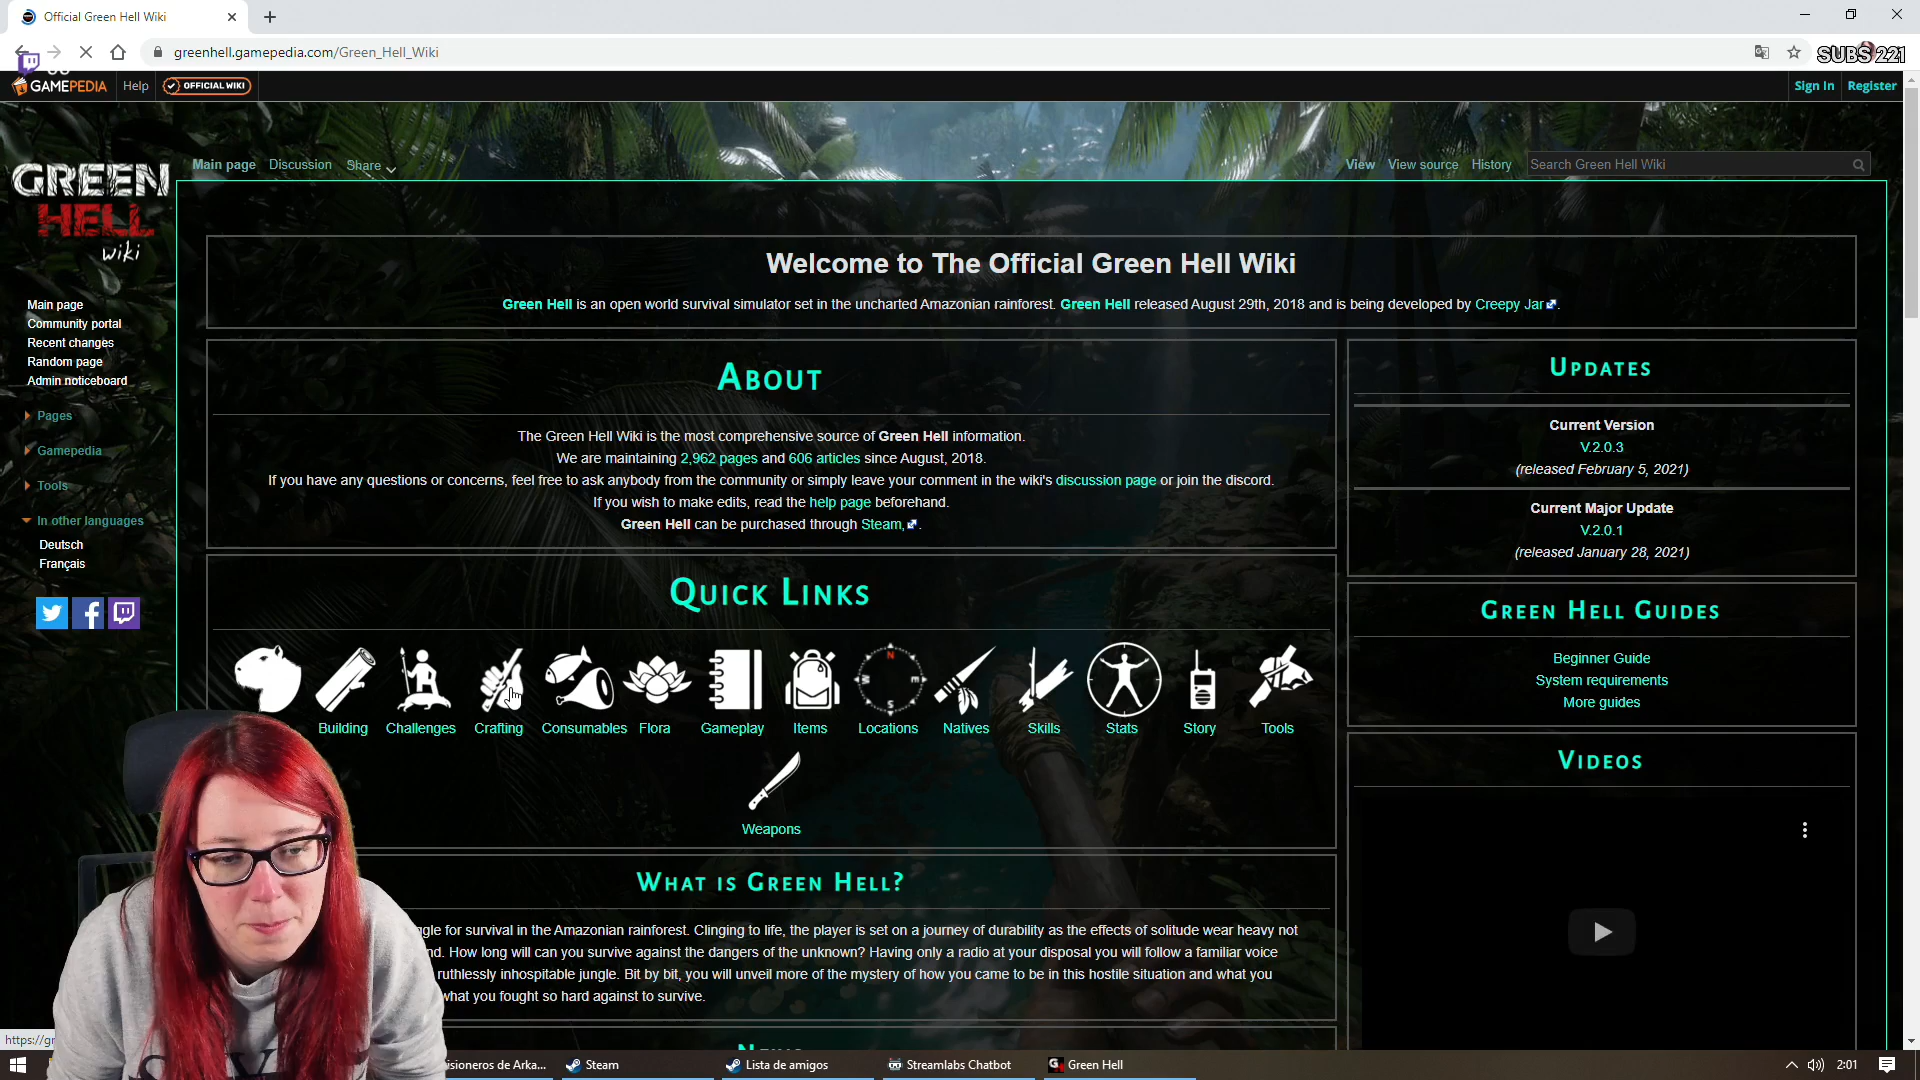 Official Green Hell Wiki
greenhell.gamepedia.com/Green_Hell_Wiki
SUBS 221
GAMEPEDIA
Help
OFFICIAL WIKI
Sign In
Register
GREEN
HELL
wiki
Main page
Discussion
Share
View
View source
History
Search Green Hell Wiki
Main page
Community portal
Recent changes
Random page
Admin noticeboard
Pages
Gamepedia
Tools
In other languages
Deutsch
Français
Welcome to The Official Green Hell Wiki
Green Hell is an open world survival simulator set in the uncharted Amazonian rainforest. Green Hell released August 29th, 2018 and is being developed by Creepy Jar.
About
The Green Hell Wiki is the most comprehensive source of Green Hell information.
We are maintaining 2,962 pages and 606 articles since August, 2018.
If you have any questions or concerns, feel free to ask anybody from the community or simply leave your comment in the wiki's discussion page or join the discord.
If you wish to make edits, read the help page beforehand.
Green Hell can be purchased through Steam,.
Quick Links
N
W
E
S
Building
Challenges
Crafting
Consumables
Flora
Gameplay
Items
Locations
Natives
Skills
Stats
Story
Tools
Weapons
What is Green Hell?
for survival in the Amazonian rainforest. Clinging to life, the player is set on a journey of durability as the effects of solitude wear heavy not
How long will can you survive against the dangers of the unknown? Having only a radio at your disposal you will follow a familiar voice
ruthlessly inhospitable jungle. Bit by bit, you will unveil more of the mystery of how you came to be in this hostile situation and what you
what you fought so hard against to survive.
Updates
Current Version
V.2.0.3
(released February 5, 2021)
Current Major Update
V.2.0.1
(released January 28, 2021)
Green Hell Guides
Beginner Guide
System requirements
More guides
Videos
News
https://gr
isioneros de Arka...
Steam
Lista de amigos
Streamlabs Chatbot
Green Hell
2:01